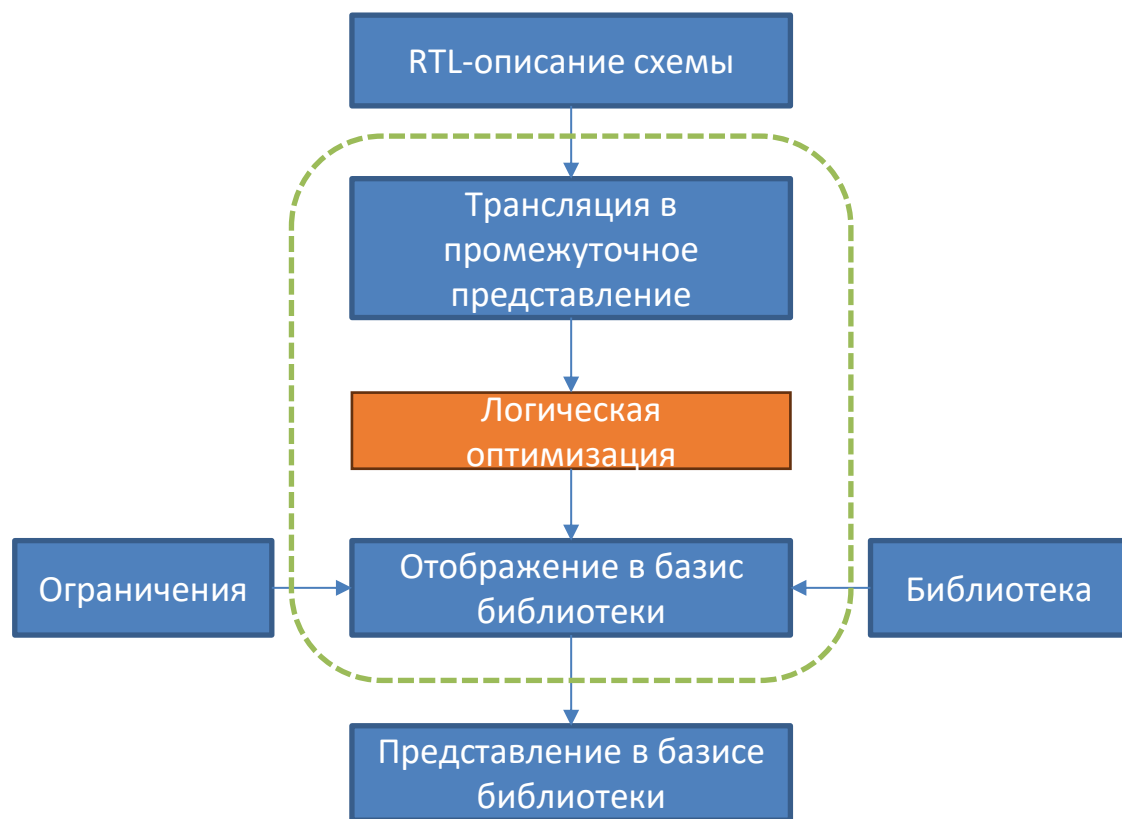 RTL-описание схемы
Трансляция в
промежуточное
представление
Логическая
оптимизация
Ограничения
Отображение в базис
библиотеки
Библиотека
Представление в базисе
библиотеки